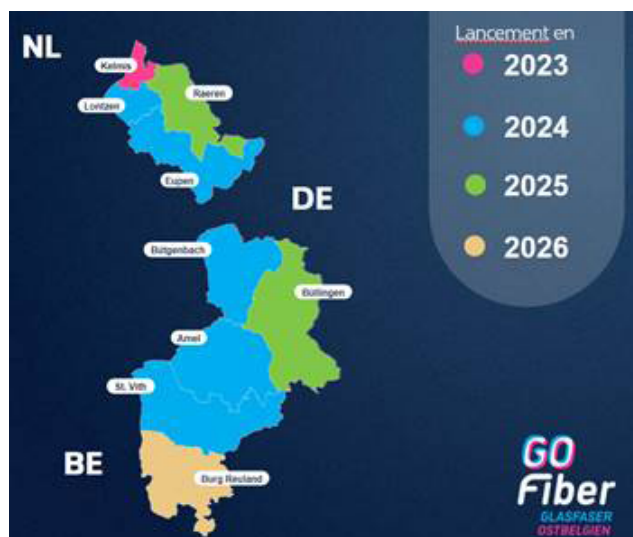 NL
Lancement en
2023
2024
2025
2026
Kelmis
Raeren
Lontzen
Eupen
DE
Bütgenbach
Büllingen
Amel
St. Vith
BE
Burg Reuland
GO
Fiber
GLASFASER
OSTBELGIEN